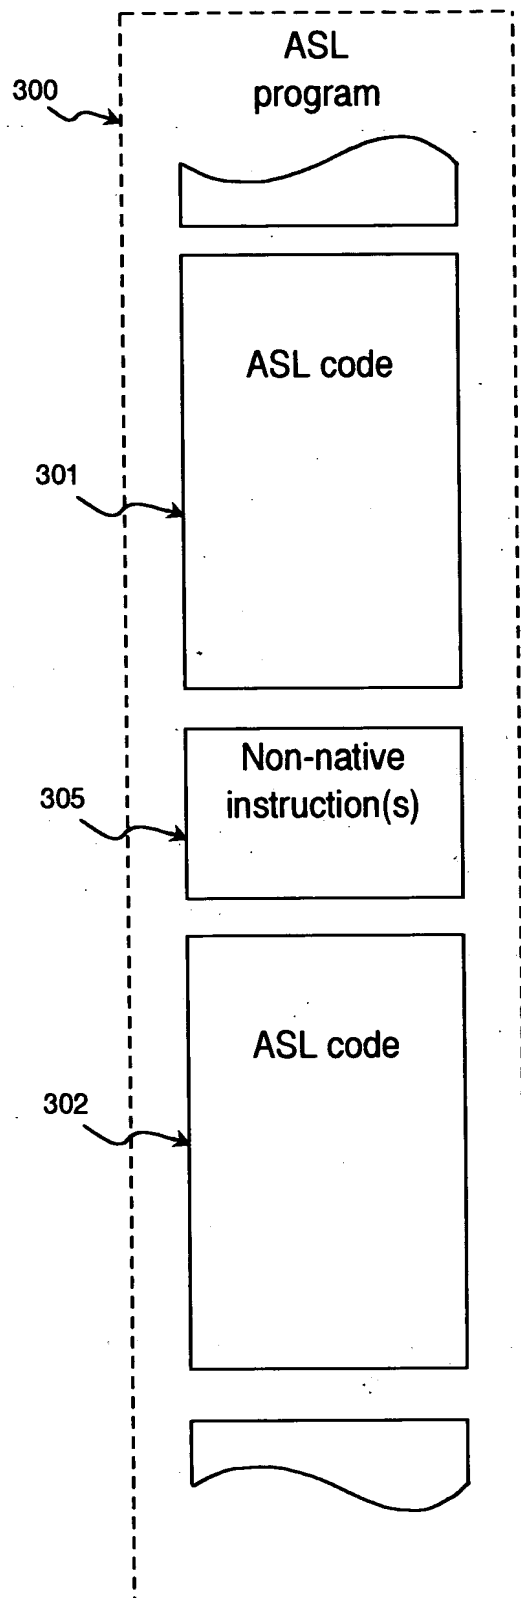 ASL
program
300
ASL code
301
Non-native
instruction(s)
305
ASL code
302